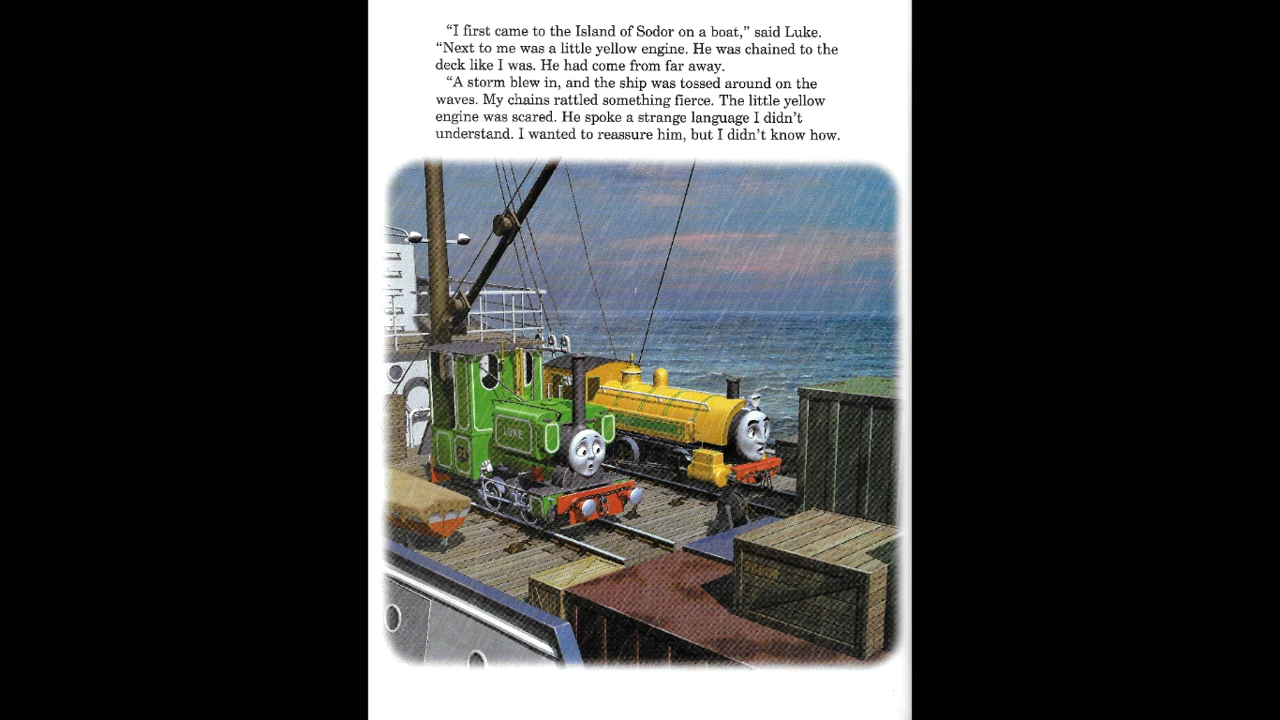 “I first came to the Island of Sodor on a boat,” said Luke.
“Next to me was a little yellow engine. He was chained to the
deck like I was. He had come from far away.
“A storm blew in, and the ship was tossed around on the
waves. My chains rattled something fierce. The little yellow
engine was scared. He spoke a strange language I didn’t
understand. I wanted to reassure him, but I didn’t know how.
LUKE
22